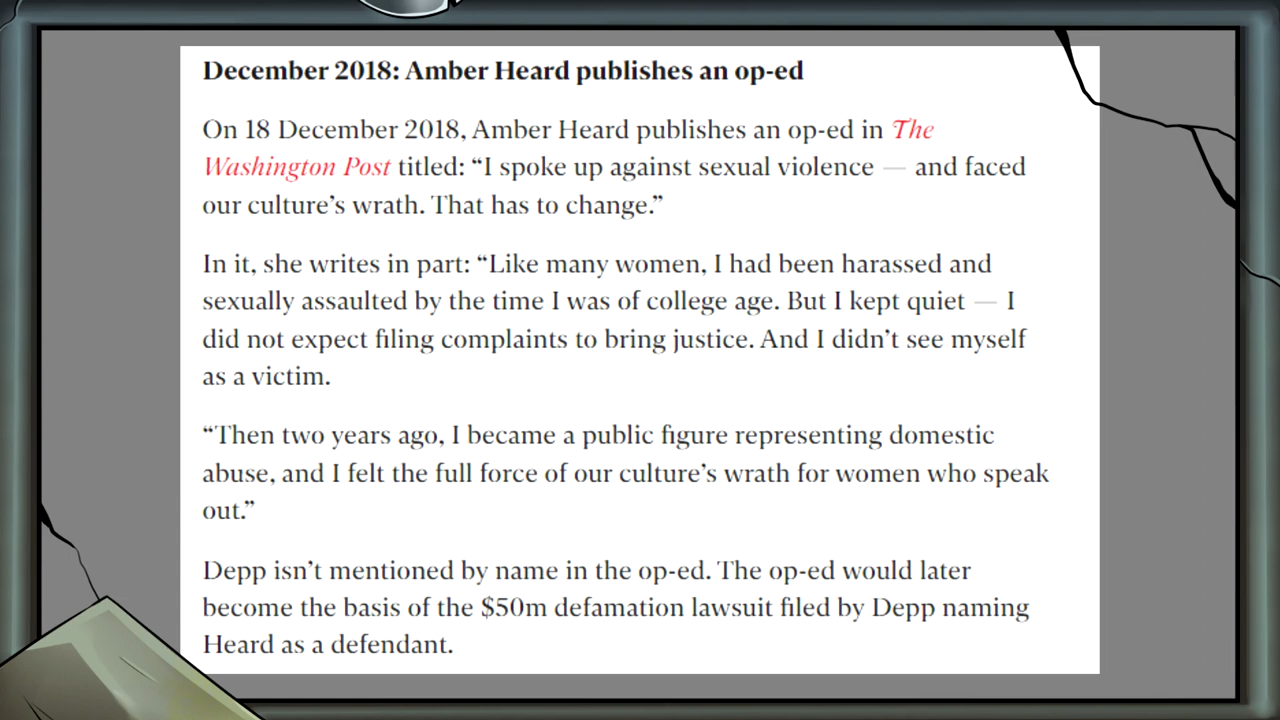 December 2018: Amber Heard publishes an op-ed
On 18 December 2018, Amber Heard publishes an op-ed in The
Washington Post titled: “I spoke up against sexual violence — and faced
our culture’s wrath. That has to change.”
In it, she writes in part: “Like many women, I had been harassed and
sexually assaulted by the time I was of college age. But I kept quiet — I
did not expect filing complaints to bring justice. And I didn’t see myself
as a victim.
“Then two years ago, I became a public figure representing domestic
abuse, and I felt the full force of our culture’s wrath for women who speak
out.”
Depp isn’t mentioned by name in the op-ed. The op-ed would later
become the basis of the $50m defamation lawsuit filed by Depp naming
Heard as a defendant.